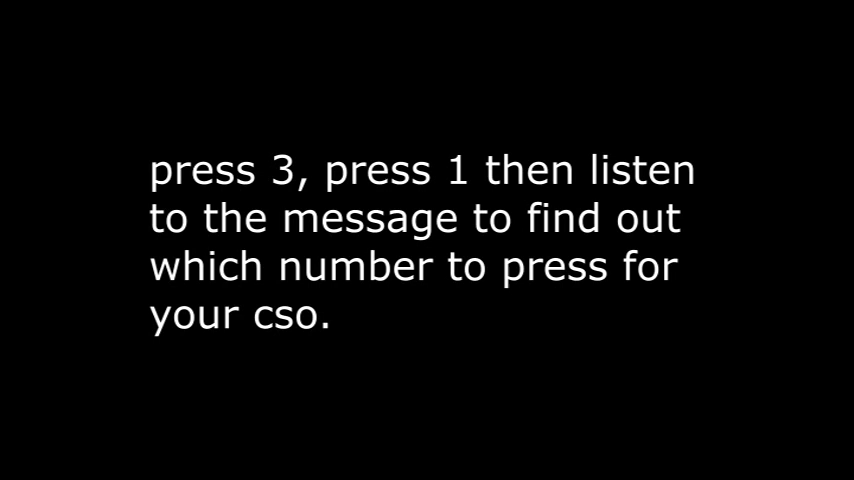 press 3, press 1 then listen
to the message to find out
which number to press for
your cso.